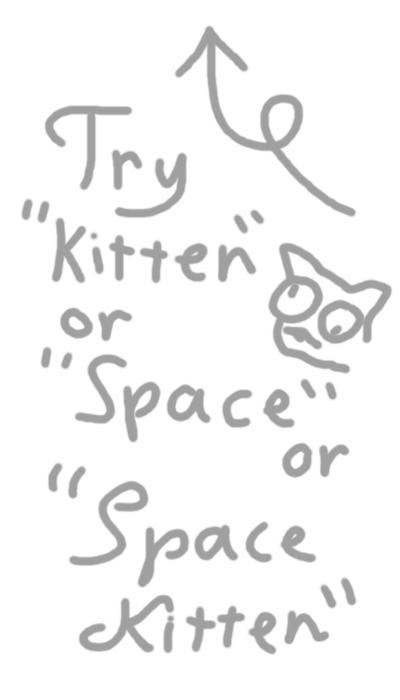 Try
"Kitten"
or
"Space"
or
"Space
Kitten"